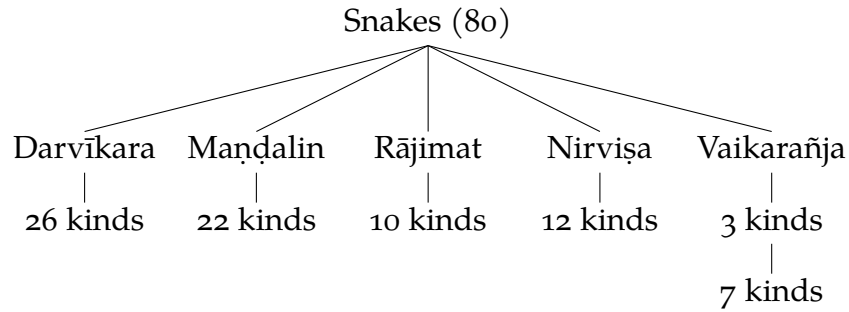 Snakes (80)
Darvīkara Maṇḍalin Rājimat Nirviṣa Vaikarañja
26 kinds 22 kinds 10 kinds 12 kinds 3 kinds
7 kinds